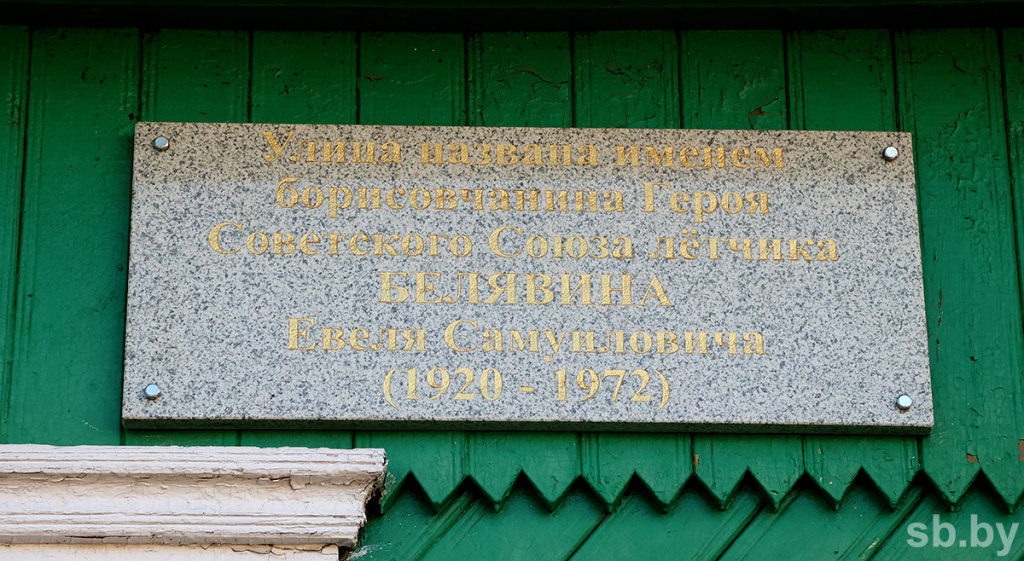 Улица названа именем
борисовчанина Героя
Советского Союза лётчика
БЕЛЯВИНА
Евеля Самуиловича
(1920 - 1972)
sb.by